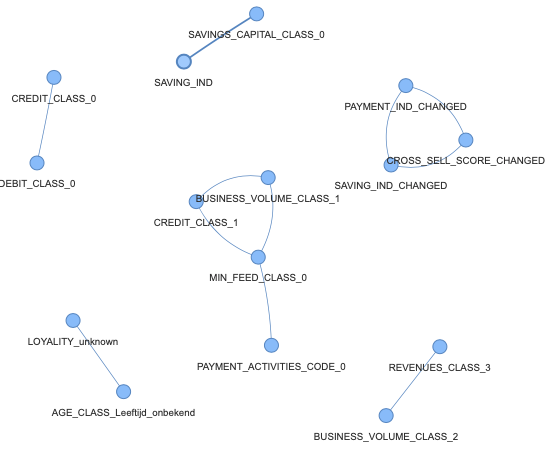 SAVINGS_CAPITAL_CLASS_0
SAVING_IND
CREDIT_CLASS_0
PAYMENT_IND_CHANGED
CROSS_SELL_SCORE_CHANGED
DEBIT_CLASS_0
SAVING_IND_CHANGED
BUSINESS_VOLUME_CLASS_1
CREDIT_CLASS_1
MIN_FEED_CLASS_0
LOYALITY_unknown
PAYMENT_ACTIVITIES_CODE_0
REVENUES_CLASS_3
AGE_CLASS_Leeftijd_onbekend
BUSINESS_VOLUME_CLASS_2